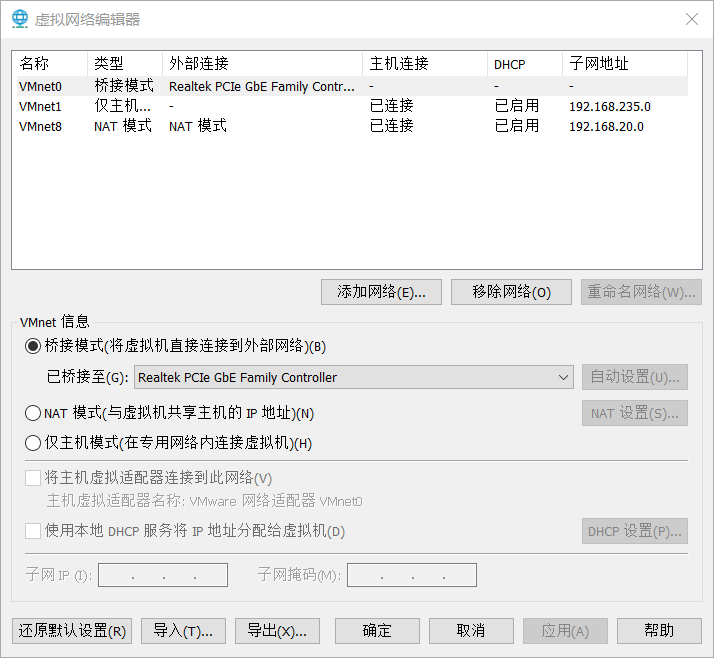 虚拟网络编辑器
名称 类型 外部连接 主机连接 DHCP 子网地址
VMnet0 桥接模式 Realtek PCIe GbE Family Contr... - - -
VMnet1 仅主机... - 已连接 已启用 192.168.235.0
VMnet8 NAT 模式 NAT 模式 已连接 已启用 192.168.20.0
添加网络(E)... 移除网络(O) 重命名网络(W)...
VMnet 信息
桥接模式(将虚拟机直接连接到外部网络)(B)
已桥接至(G): Realtek PCIe GbE Family Controller 自动设置(U)...
NAT 模式(与虚拟机共享主机的 IP 地址)(N) NAT 设置(S)...
仅主机模式(在专用网络内连接虚拟机)(H)
将主机虚拟适配器连接到此网络(V)
主机虚拟适配器名称: VMware 网络适配器 VMnet0
使用本地 DHCP 服务将 IP 地址分配给虚拟机(D) DHCP 设置(P)...
子网 IP (I): . . . 子网掩码(M): . . .
还原默认设置(R) 导入(T)... 导出(X)... 确定 取消 应用(A) 帮助